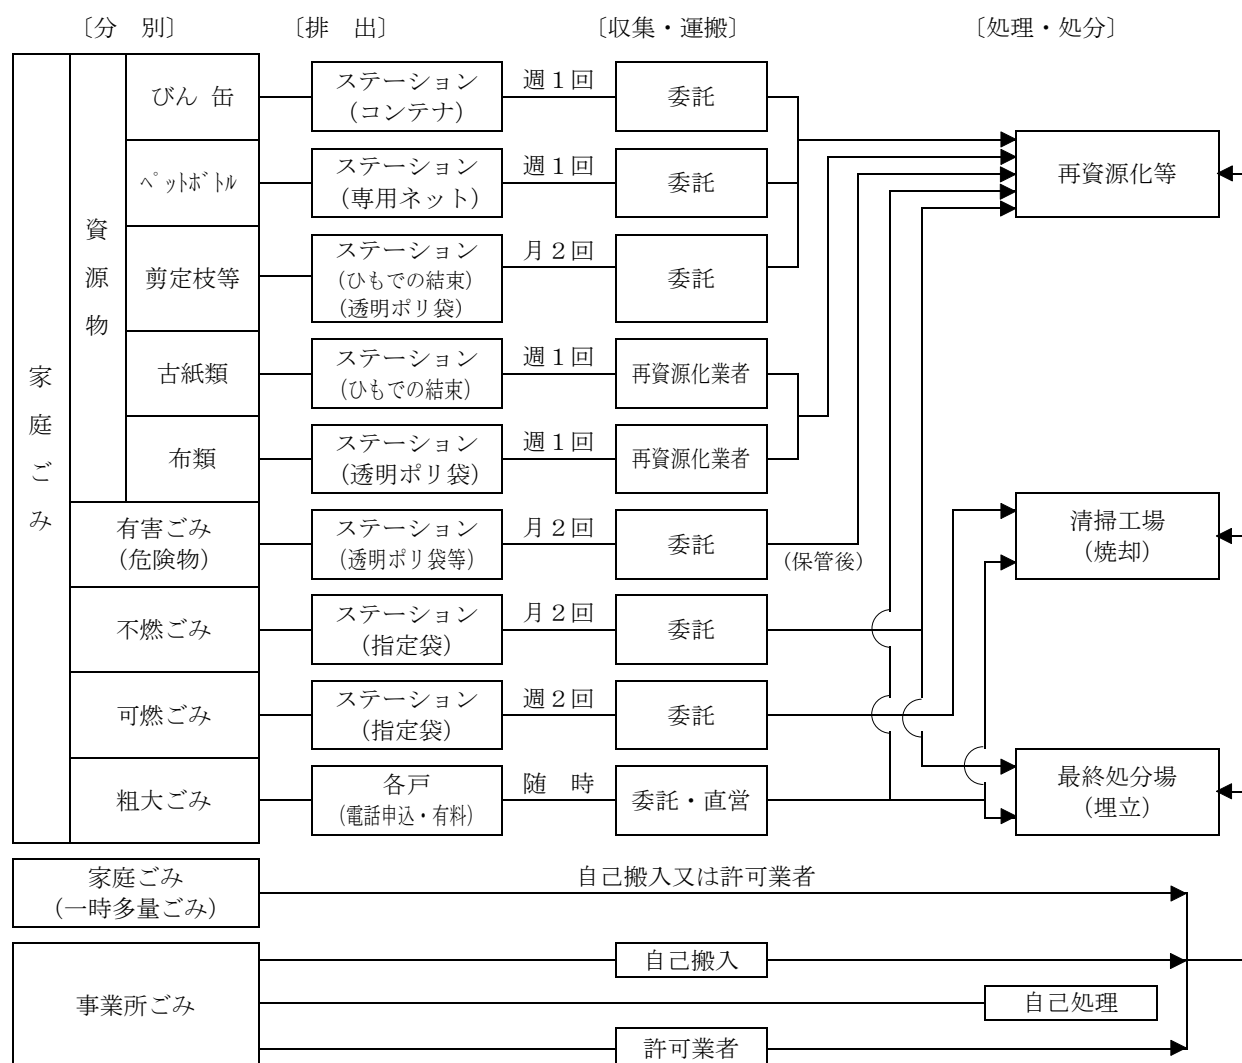 〔分　別〕
〔排　出〕
〔収集・運搬〕
〔処理・処分〕
家庭ごみ
資源物
びん 缶
ステーション
(コンテナ)
週１回
委託
ペットボトル
ステーション
(専用ネット)
週１回
委託
剪定枝等
ステーション
(ひもでの結束)
(透明ポリ袋)
月２回
委託
古紙類
ステーション
(ひもでの結束)
週１回
再資源化業者
布類
ステーション
(透明ポリ袋)
週１回
再資源化業者
有害ごみ
(危険物)
ステーション
(透明ポリ袋等)
月２回
委託
(保管後)
不燃ごみ
ステーション
(指定袋)
月２回
委託
可燃ごみ
ステーション
(指定袋)
週２回
委託
粗大ごみ
各戸
(電話申込・有料)
随　時
委託・直営
再資源化等
清掃工場
(焼却)
最終処分場
(埋立)
家庭ごみ
(一時多量ごみ)
自己搬入又は許可業者
事業所ごみ
自己搬入
自己処理
許可業者